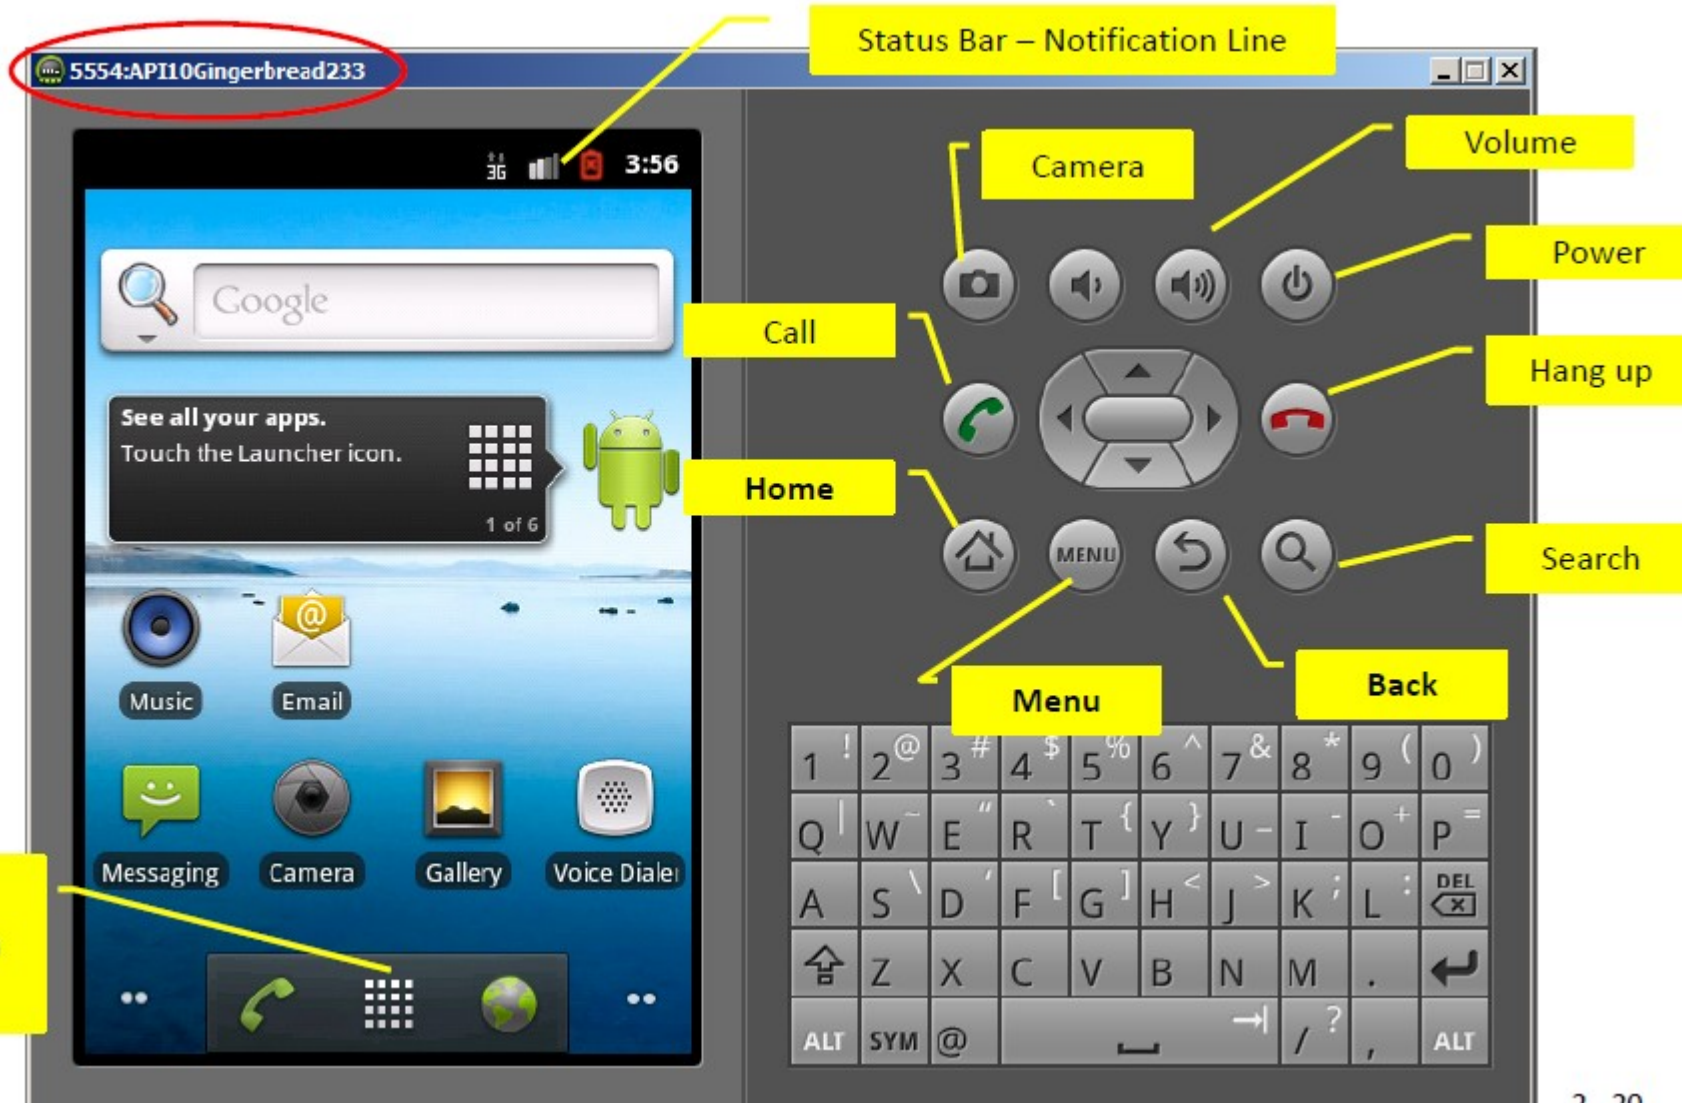 Status Bar – Notification Line
5554:API10Gingerbread233
Volume
Camera
3G 3:56
Power
Google
Call
Hang up
See all your apps.
Touch the Launcher icon.
1 of 6
Home
MENU
Search
Music Email
Menu
Back
1 ! 2 @ 3 # 4 $ 5 % 6 ^ 7 & 8 * 9 ( 0 )
Q | W ~ E " R ` T { Y } U _ I - O + P =
A S \ D ' F [ G ] H < J > K ; L : DEL
Messaging Camera Gallery Voice Dialer
Z X C V B N M .
ALT SYM @ / ? , ALT